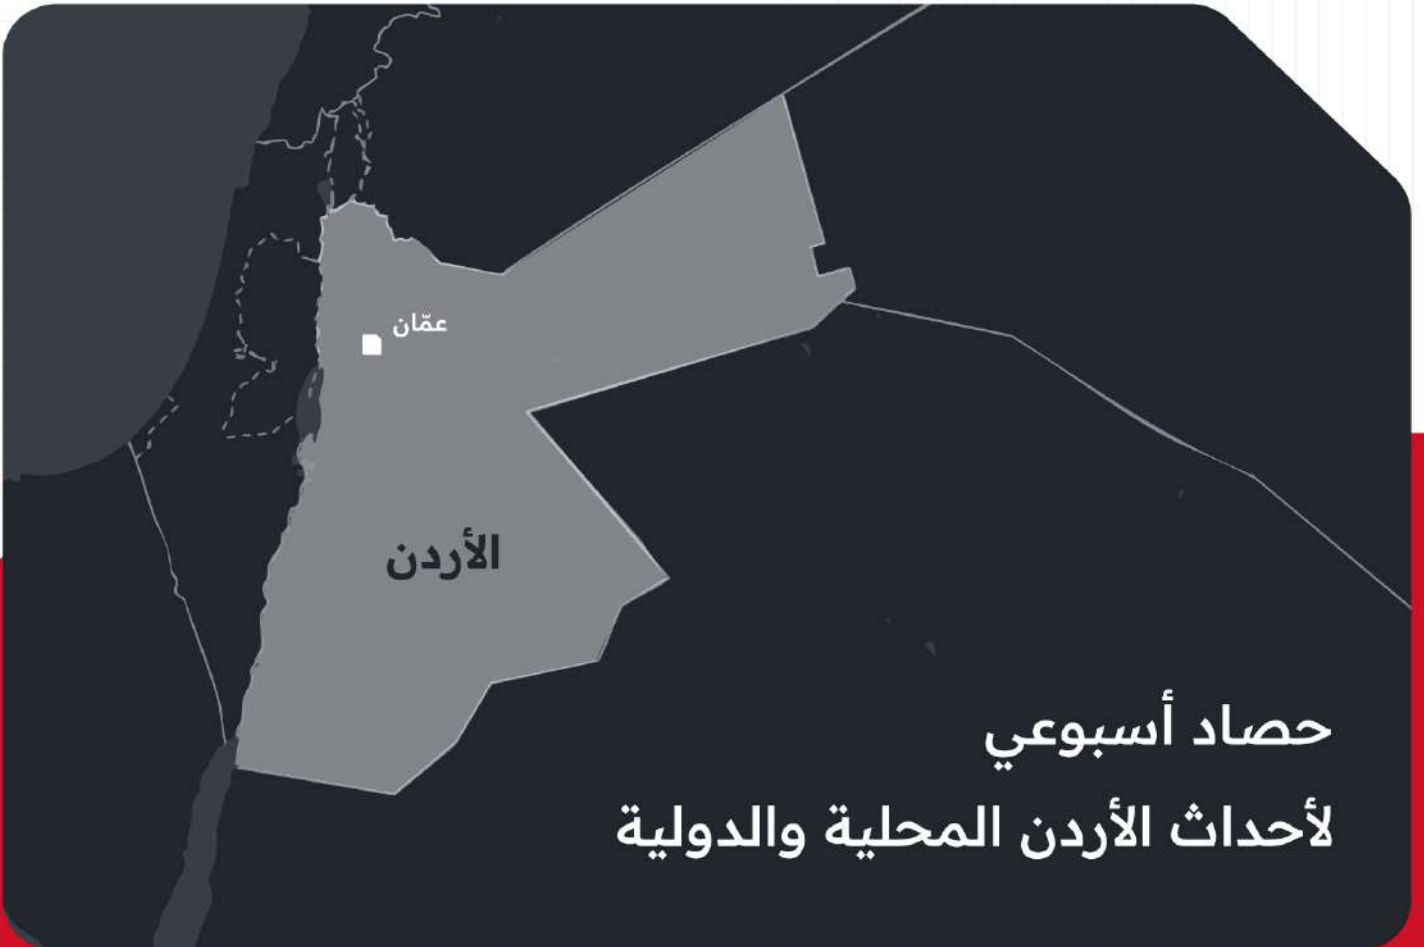 عمّان
الأردن
حصاد أسبوعي
لأحداث الأردن المحلية والدولية